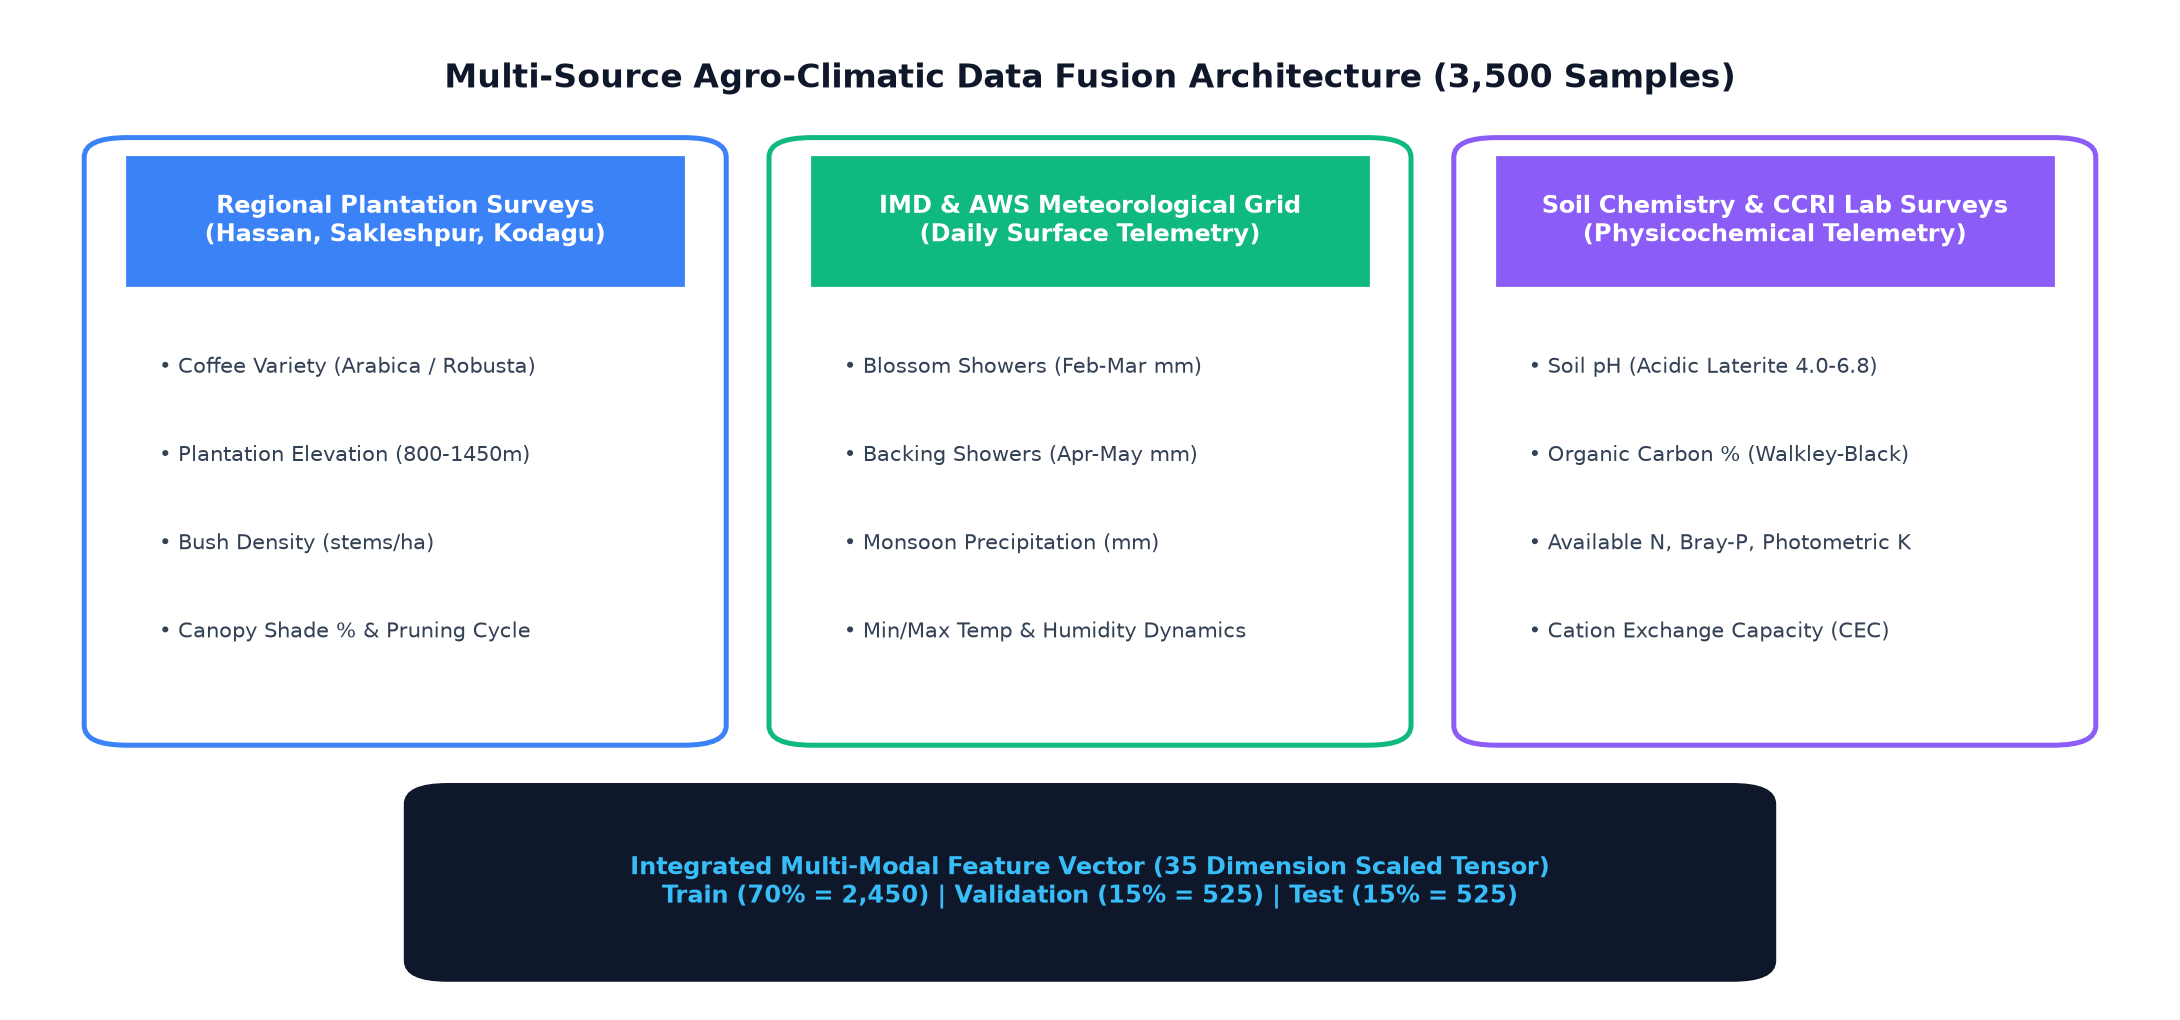 Multi-Source Agro-Climatic Data Fusion Architecture (3,500 Samples)
Regional Plantation Surveys
(Hassan, Sakleshpur, Kodagu)
• Coffee Variety (Arabica / Robusta)
• Plantation Elevation (800-1450m)
• Bush Density (stems/ha)
• Canopy Shade % & Pruning Cycle
IMD & AWS Meteorological Grid
(Daily Surface Telemetry)
• Blossom Showers (Feb-Mar mm)
• Backing Showers (Apr-May mm)
• Monsoon Precipitation (mm)
• Min/Max Temp & Humidity Dynamics
Soil Chemistry & CCRI Lab Surveys
(Physicochemical Telemetry)
• Soil pH (Acidic Laterite 4.0-6.8)
• Organic Carbon % (Walkley-Black)
• Available N, Bray-P, Photometric K
• Cation Exchange Capacity (CEC)
Integrated Multi-Modal Feature Vector (35 Dimension Scaled Tensor)
Train (70% = 2,450) | Validation (15% = 525) | Test (15% = 525)